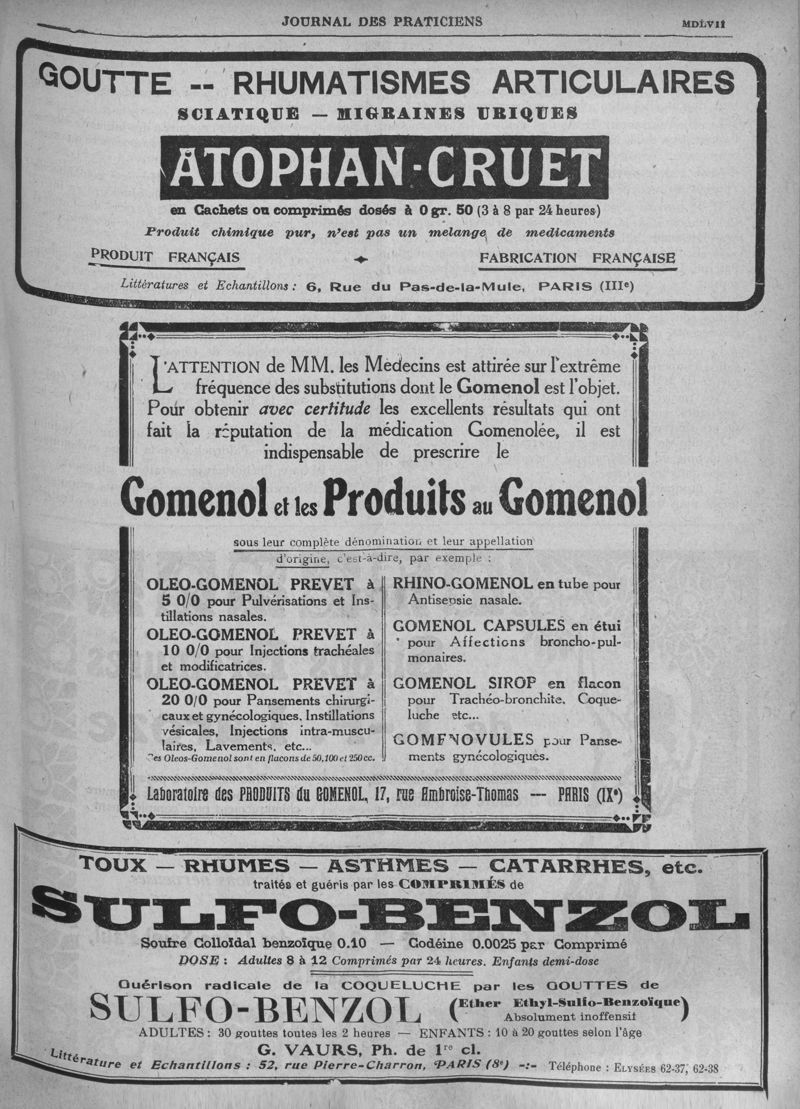 JOURNAL DES PRATICIENS
MDLVII
GOUTTE -- RHUMATISMES ARTICULAIRES
SCIATIQUE — MIGRAINES URIQUES
ATOPHAN-CRUET
en Cachets ou comprimés dosés à 0 gr. 50 (3 à 8 par 24 heures)
Produit chimique pur, n'est pas un melange de medicaments
PRODUIT FRANÇAIS
FABRICATION FRANÇAISE
Littératures et Echantillons : 6, Rue du Pas-de-la-Mule, PARIS (IIIe)
L'ATTENTION de MM. les Médecins est attirée sur l'extrême
fréquence des substitutions dont le Gomenol est l'objet.
Pour obtenir avec certitude les excellents résultats qui ont
fait la réputation de la médication Gomenolée, il est
indispensable de prescrire le
Gomenol et les Produits au Gomenol
sous leur complète dénomination et leur appellation
d'origine, c'est-à-dire, par exemple :
OLEO-GOMENOL PREVET à
5 0/0 pour Pulvérisations et Ins-
tillations nasales.
OLEO-GOMENOL PREVET à
10 0/0 pour Injections trachéales
et modificatrices.
OLEO-GOMENOL PREVET à
20 0/0 pour Pansements chirurgi-
caux et gynécologiques, Instillations
vésicales, Injections intra-muscu-
laires, Lavements, etc...
Ces Oleos-Gomenol sont en flacons de 50, 100 et 250 cc.
RHINO-GOMENOL en tube pour
Antisepsie nasale.
GOMENOL CAPSULES en étui
pour Affections broncho-pul-
monaires.
GOMENOL SIROP en flacon
pour Trachéo-bronchite, Coque-
luche etc...
GOMENOVULES pour Panse-
ments gynécologiques.
Laboratoire des PRODUITS du GOMENOL, 17, rue Ambroise-Thomas — PARIS (IXe)
TOUX — RHUMES — ASTHMES — CATARRHES, etc.
traités et guéris par les COMPRIMÉS de
SULFO-BENZOL
Soufre Colloïdal benzoïque 0.10 — Codéine 0.0025 par Comprimé
DOSE : Adultes 8 à 12 Comprimés par 24 heures. Enfants demi-dose
Guérison radicale de la COQUELUCHE par les GOUTTES de
SULFO-BENZOL (Ether Ethyl-Sulfo-Benzoïque)
Absolument inoffensif
ADULTES : 30 gouttes toutes les 2 heures — ENFANTS : 10 à 20 gouttes selon l'âge
G. VAURS, Ph. de 1re cl.
Littérature et Echantillons : 52, rue Pierre-Charron, PARIS (8e) -:- Téléphone : ELYSÉES 62-37, 62-38